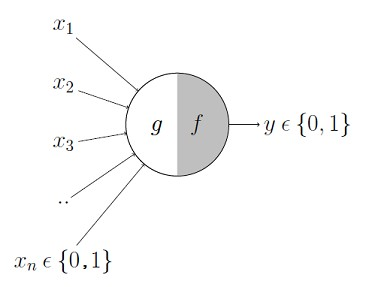 x₁
x₂
x₃
g f
y ϵ {0, 1}
..
xₙ ϵ {0,1}